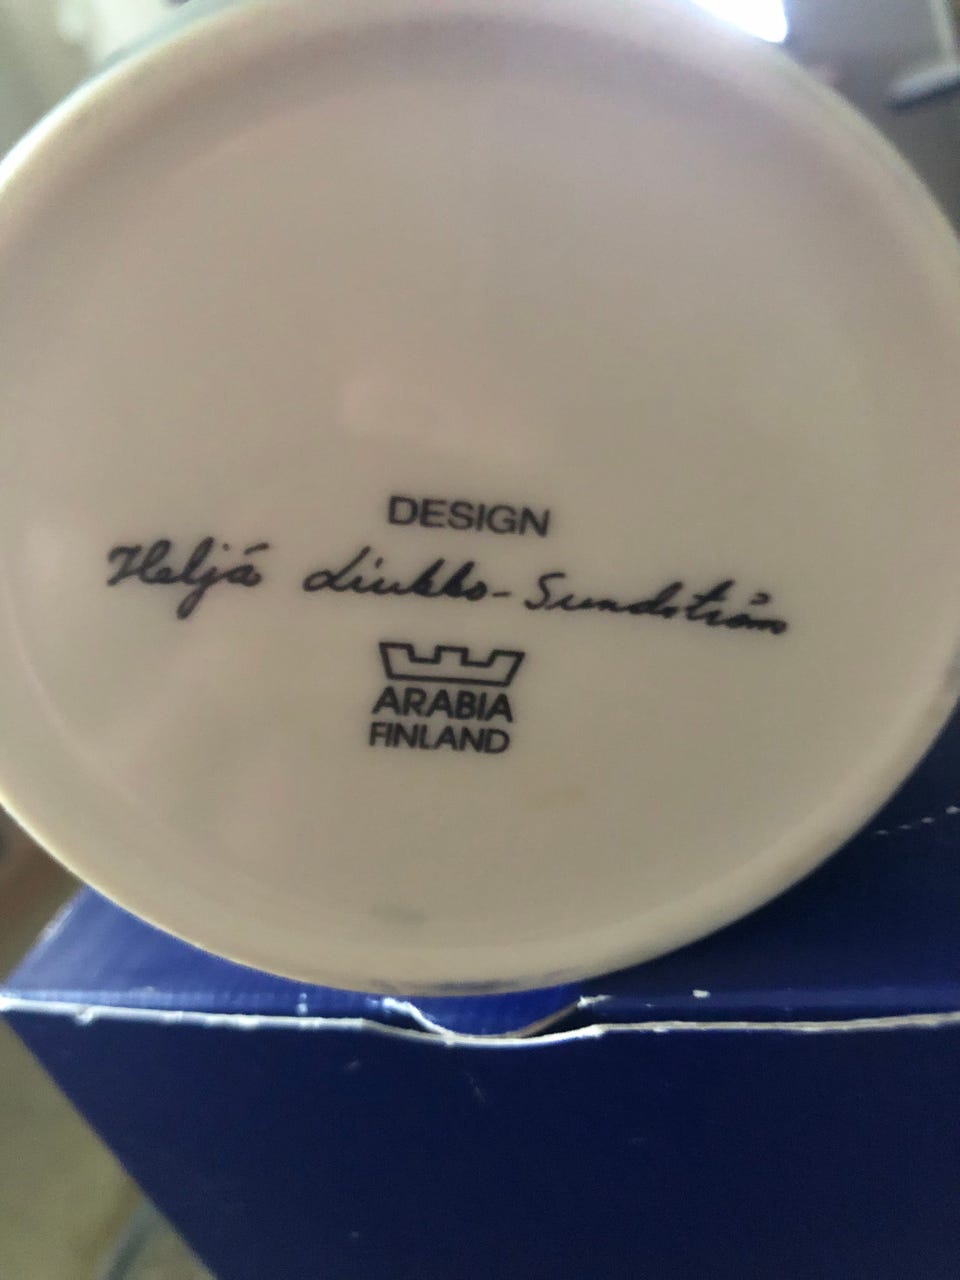 DESIGN
Heljä Liukko-Sundström
ARABIA
FINLAND